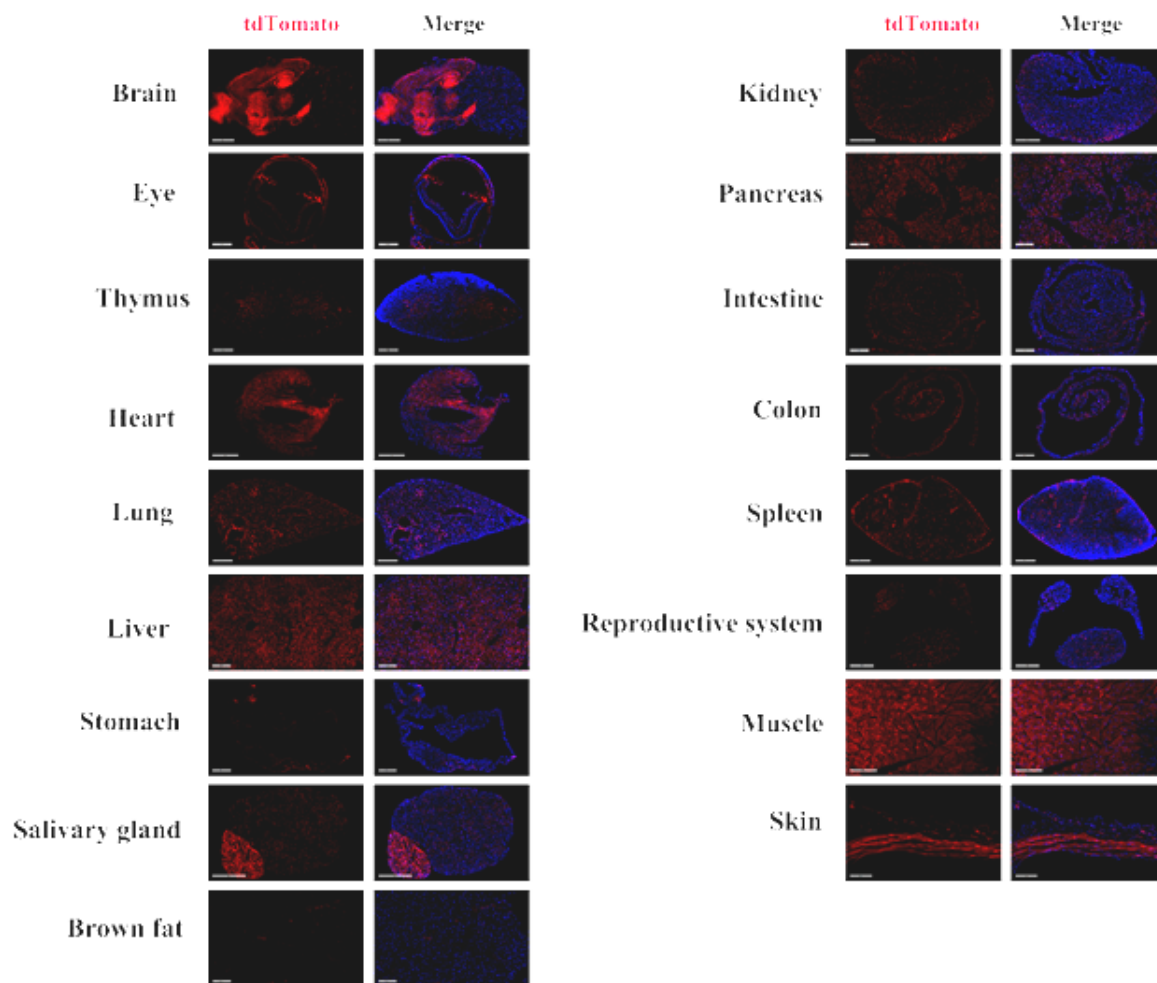 tdTomato Merge
Brain
Eye
Thymus
Heart
Lung
Liver
Stomach
Salivary gland
Brown fat
tdTomato Merge
Kidney
Pancreas
Intestine
Colon
Spleen
Reproductive system
Muscle
Skin